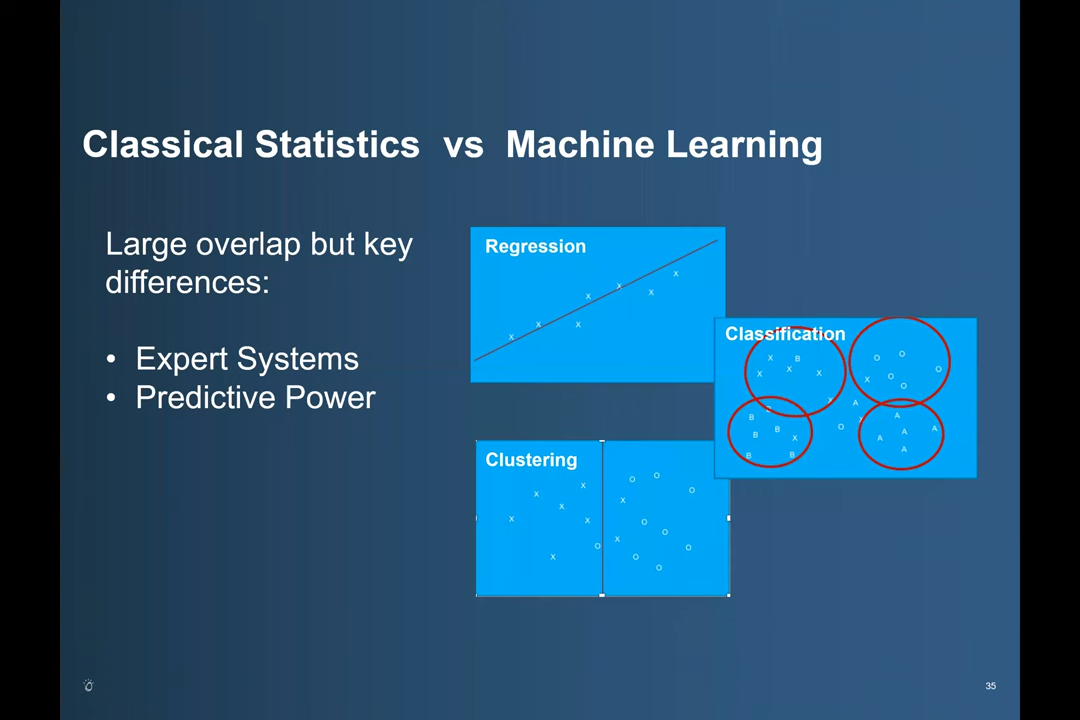 Classical Statistics vs Machine Learning
Large overlap but key
differences:
• Expert Systems
• Predictive Power
Regression
Classification
Clustering
35